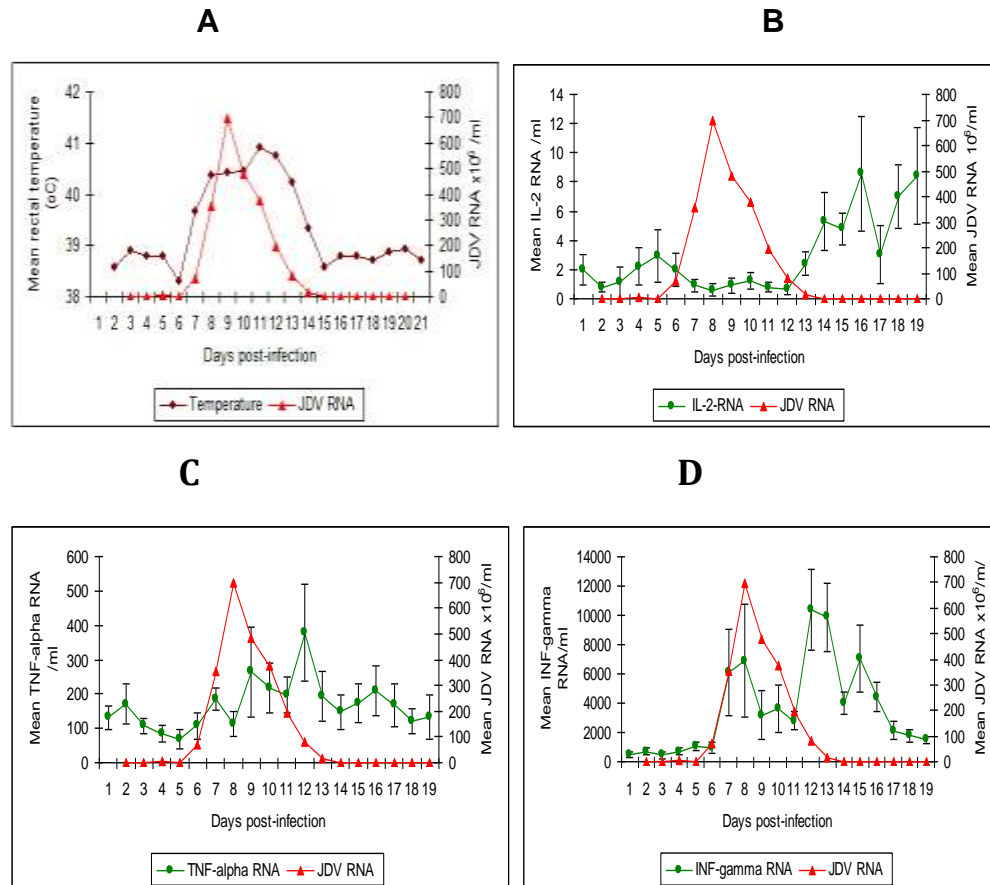 A
B
42
41
40
39
38
Mean rectal temperature
(oC)
800
700
600
500
400
300
200
100
0
JDV RNA x10⁶ /ml
1 2 3 4 5 6 7 8 9 10 11 12 13 14 15 16 17 18 19 20 21
Days post-infection
Temperature JDV RNA
14
12
10
8
6
4
2
0
Mean IL-2 RNA /ml
800
700
600
500
400
300
200
100
0
Mean JDV RNA 10⁶/ml
1 2 3 4 5 6 7 8 9 10 11 12 13 14 15 16 17 18 19
Days post-infection
IL-2-RNA JDV RNA
C
D
600
500
400
300
200
100
0
Mean TNF-alpha RNA
/ml
800
700
600
500
400
300
200
100
0
Mean JDV RNA x10⁶/ml
1 2 3 4 5 6 7 8 9 10 11 12 13 14 15 16 17 18 19
Days post-infection
TNF-alpha RNA JDV RNA
14000
12000
10000
8000
6000
4000
2000
0
Mean INF-gamma
RNA/ml
800
700
600
500
400
300
200
100
0
Mean JDV RNA x10⁶/m/
1 2 3 4 5 6 7 8 9 10 11 12 13 14 15 16 17 18 19
Days post-infection
INF-gamma RNA JDV RNA